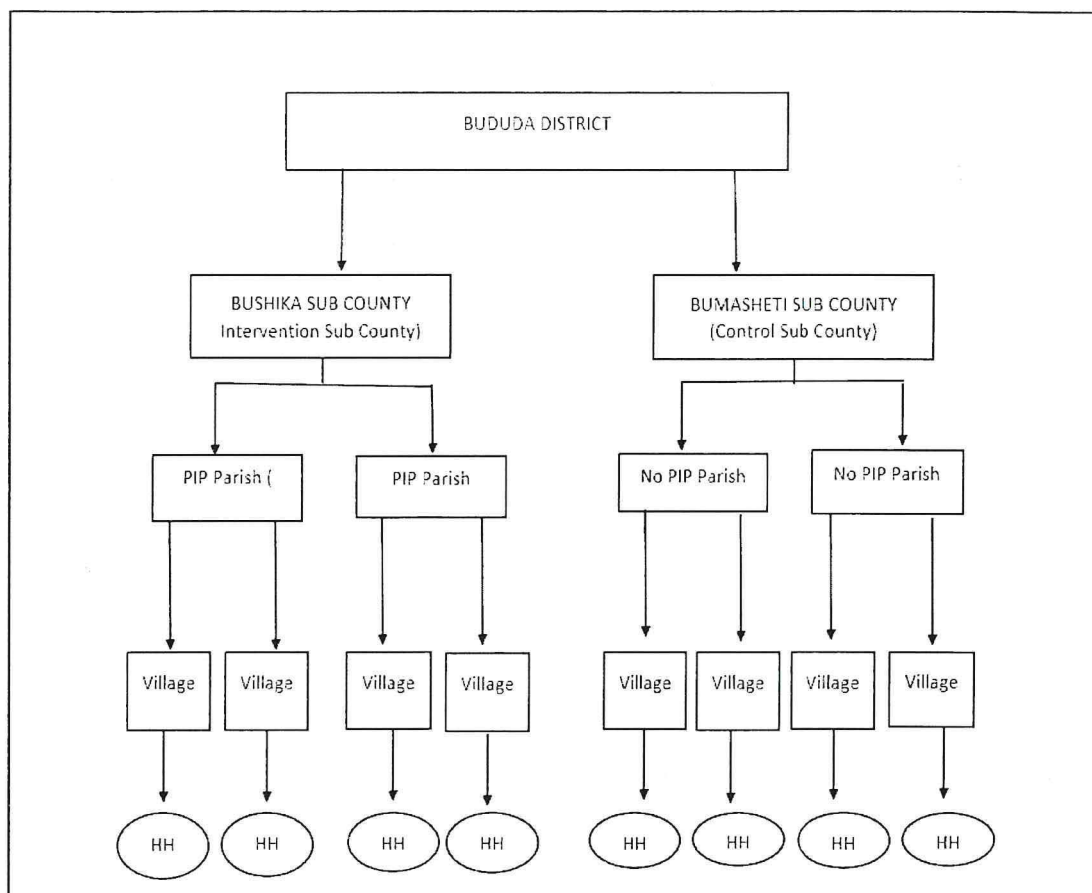 BUDUDA DISTRICT
BUSHIKA SUB COUNTY
Intervention Sub County)
BUMASHETI SUB COUNTY
(Control Sub County)
PIP Parish (
PIP Parish
No PIP Parish
No PIP Parish
Village
Village
Village
Village
Village
Village
Village
Village
HH
HH
HH
HH
HH
HH
HH
HH